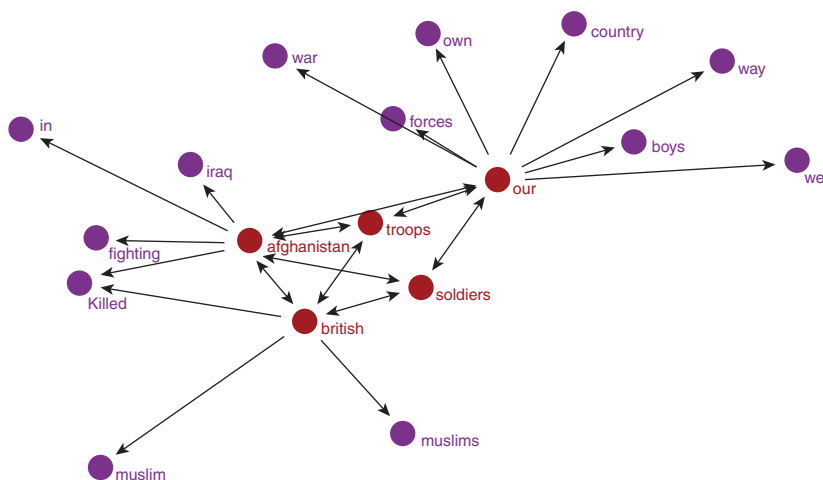 country
own
war
way
forces
in
boys
iraq
we
our
troops
afghanistan
fighting
soldiers
Killed
british
muslims
muslim